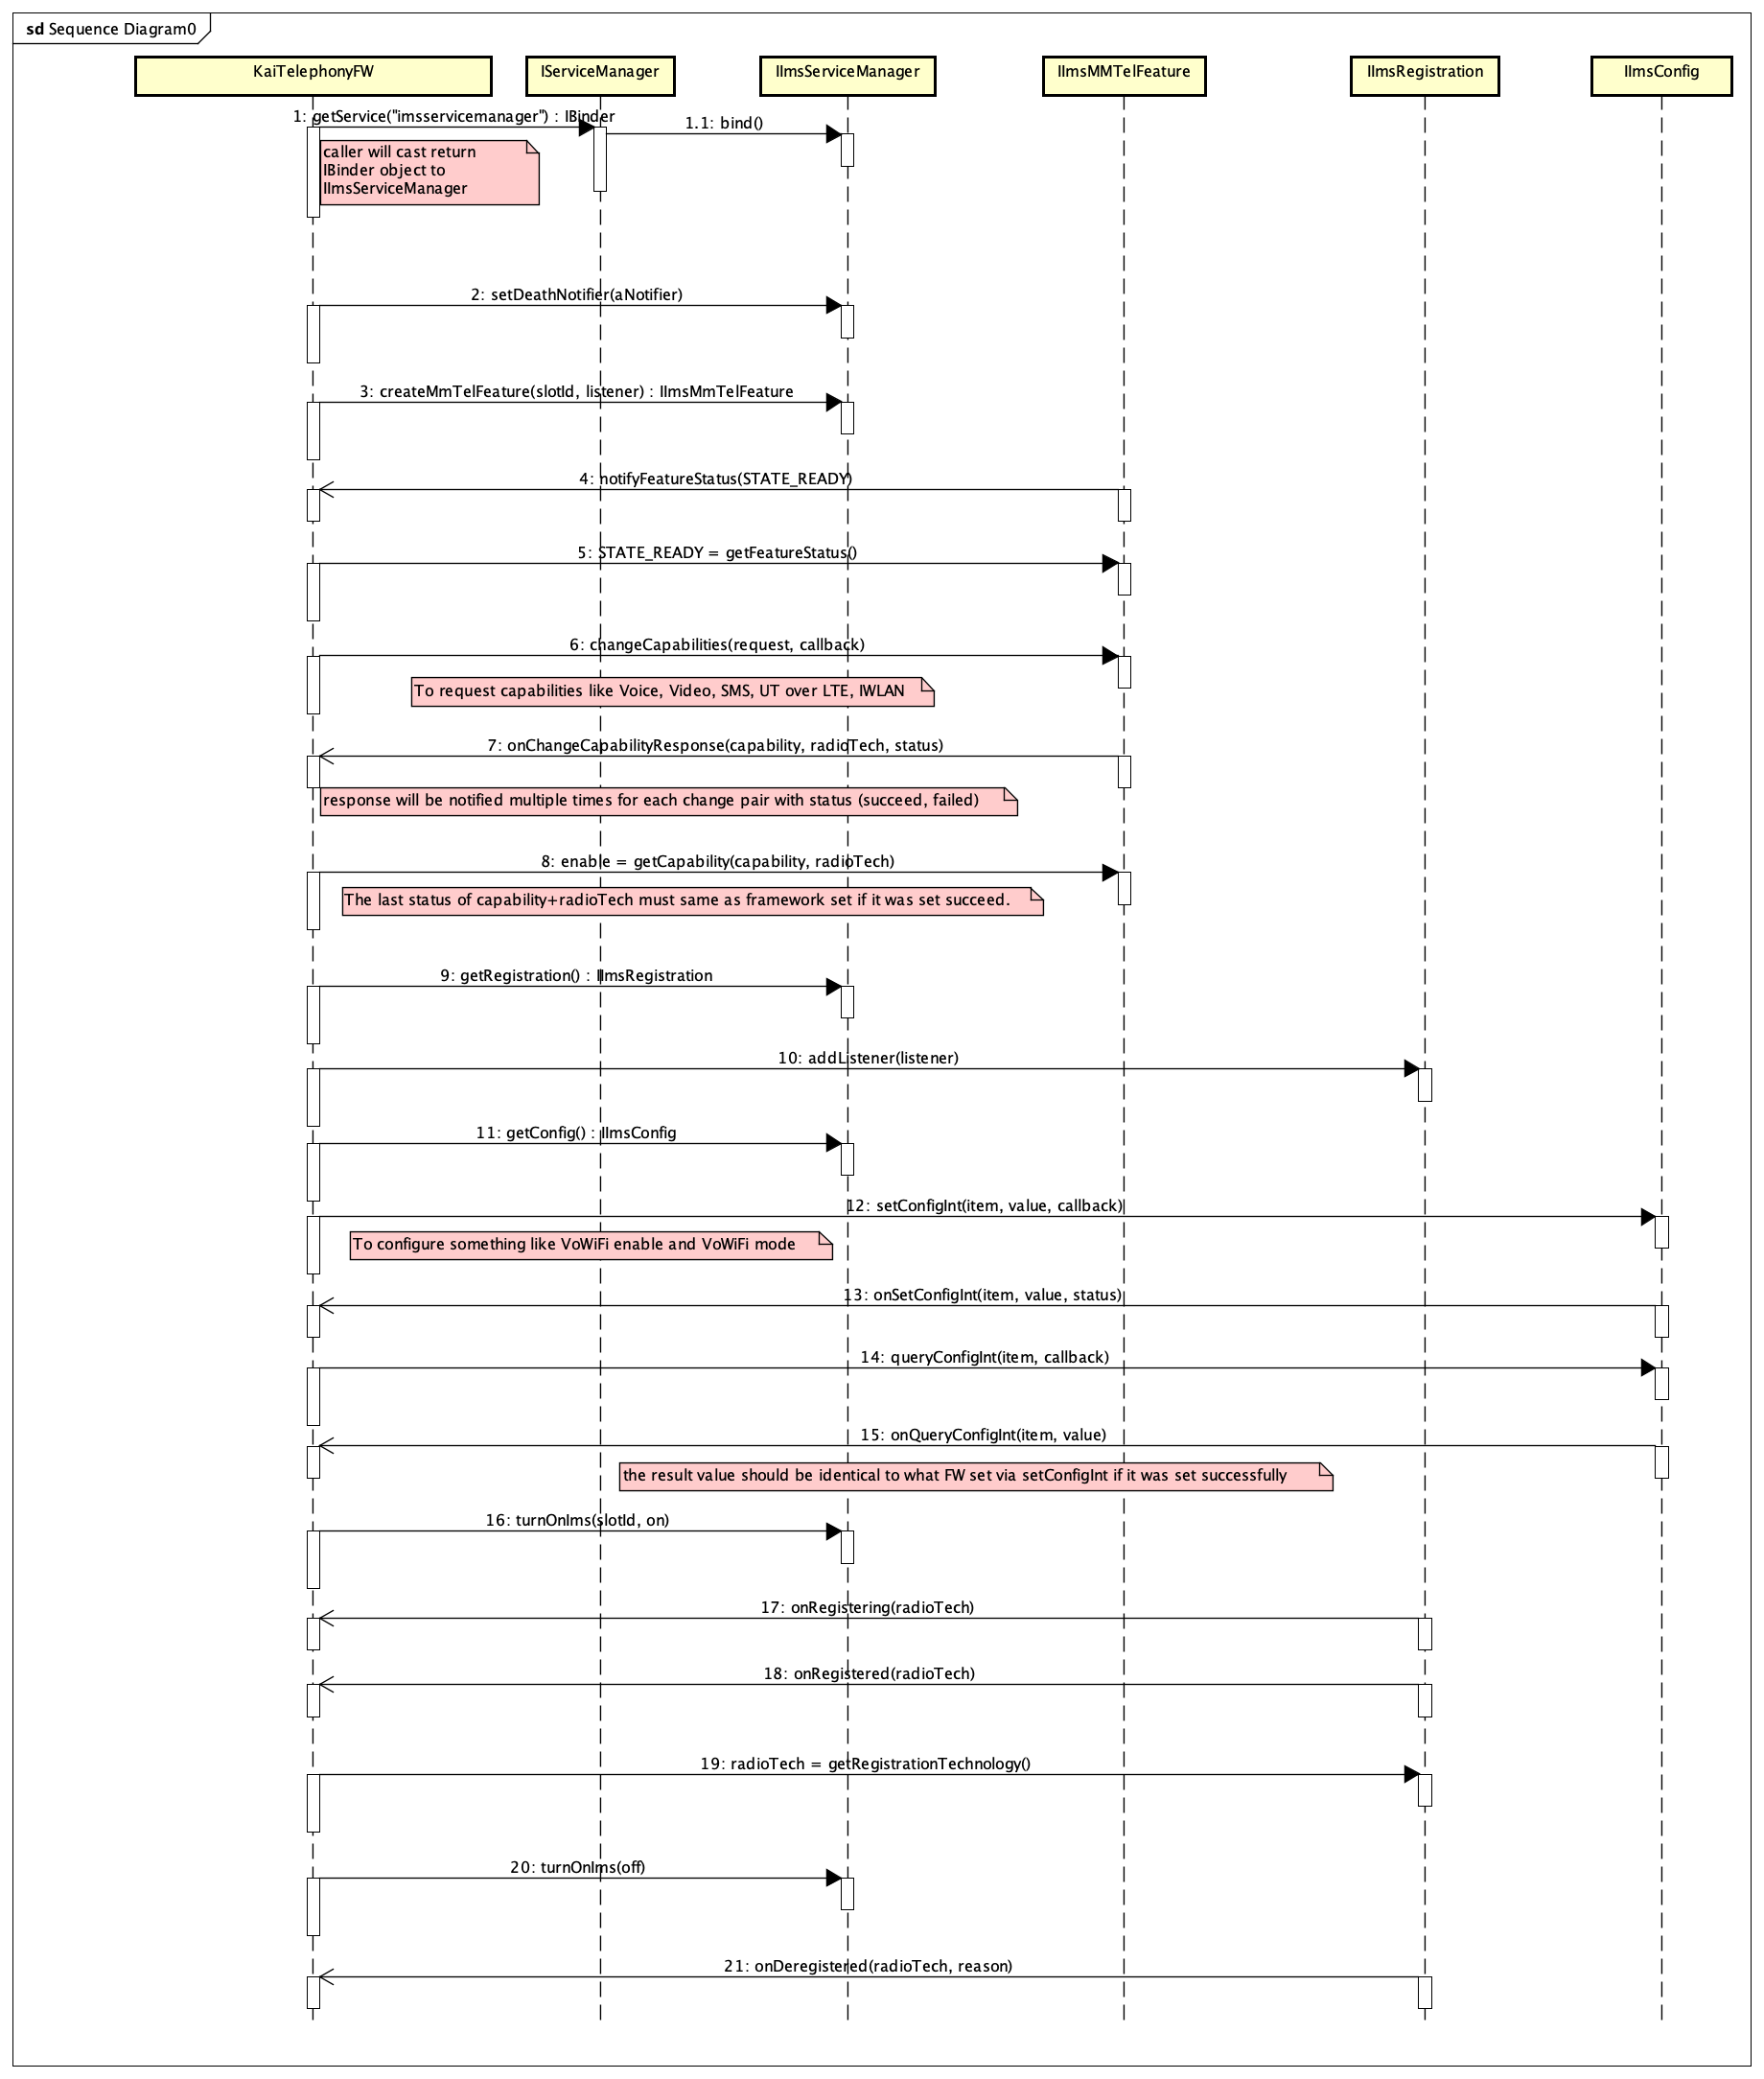 sd Sequence Diagram0
KaiTelephonyFW
IServiceManager
IImsServiceManager
IImsMMTelFeature
IImsRegistration
IImsConfig
1: getService("imsservicemanager") : IBinder
1.1: bind()
caller will cast return
IBinder object to
IImsServiceManager
2: setDeathNotifier(aNotifier)
3: createMmTelFeature(slotId, listener) : IImsMmTelFeature
4: notifyFeatureStatus(STATE_READY)
5: STATE_READY = getFeatureStatus()
6: changeCapabilities(request, callback)
To request capabilities like Voice, Video, SMS, UT over LTE, IWLAN
7: onChangeCapabilityResponse(capability, radioTech, status)
response will be notified multiple times for each change pair with status (succeed, failed)
8: enable = getCapability(capability, radioTech)
The last status of capability+radioTech must same as framework set if it was set succeed.
9: getRegistration() : IImsRegistration
10: addListener(listener)
11: getConfig() : IImsConfig
12: setConfigInt(item, value, callback)
To configure something like VoWiFi enable and VoWiFi mode
13: onSetConfigInt(item, value, status)
14: queryConfigInt(item, callback)
15: onQueryConfigInt(item, value)
the result value should be identical to what FW set via setConfigInt if it was set successfully
16: turnOnIms(slotId, on)
17: onRegistering(radioTech)
18: onRegistered(radioTech)
19: radioTech = getRegistrationTechnology()
20: turnOnIms(off)
21: onDeregistered(radioTech, reason)